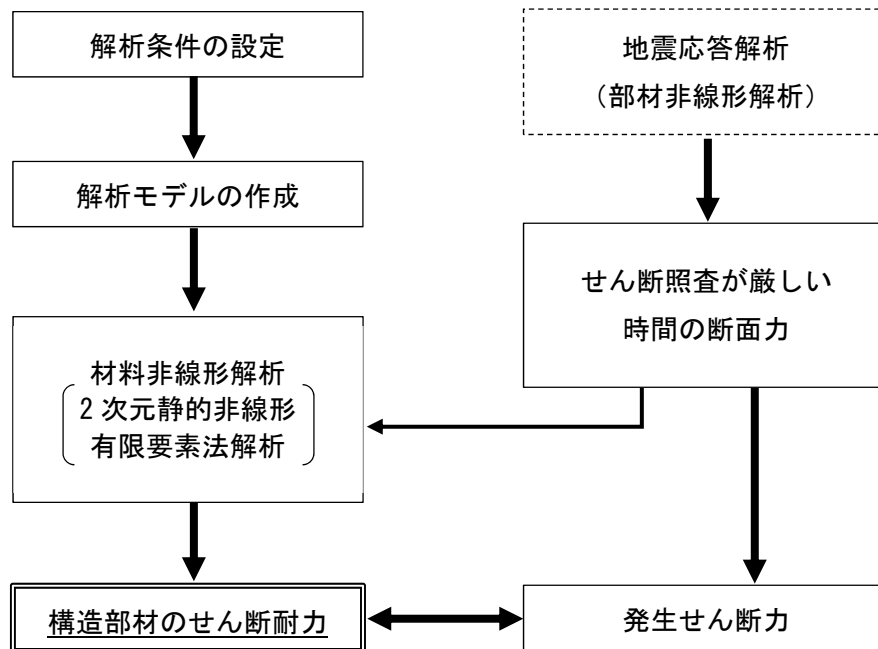 解析条件の設定
解析モデルの作成
材料非線形解析
2次元静的非線形
有限要素法解析
構造部材のせん断耐力
地震応答解析
（部材非線形解析）
せん断照査が厳しい
時間の断面力
発生せん断力